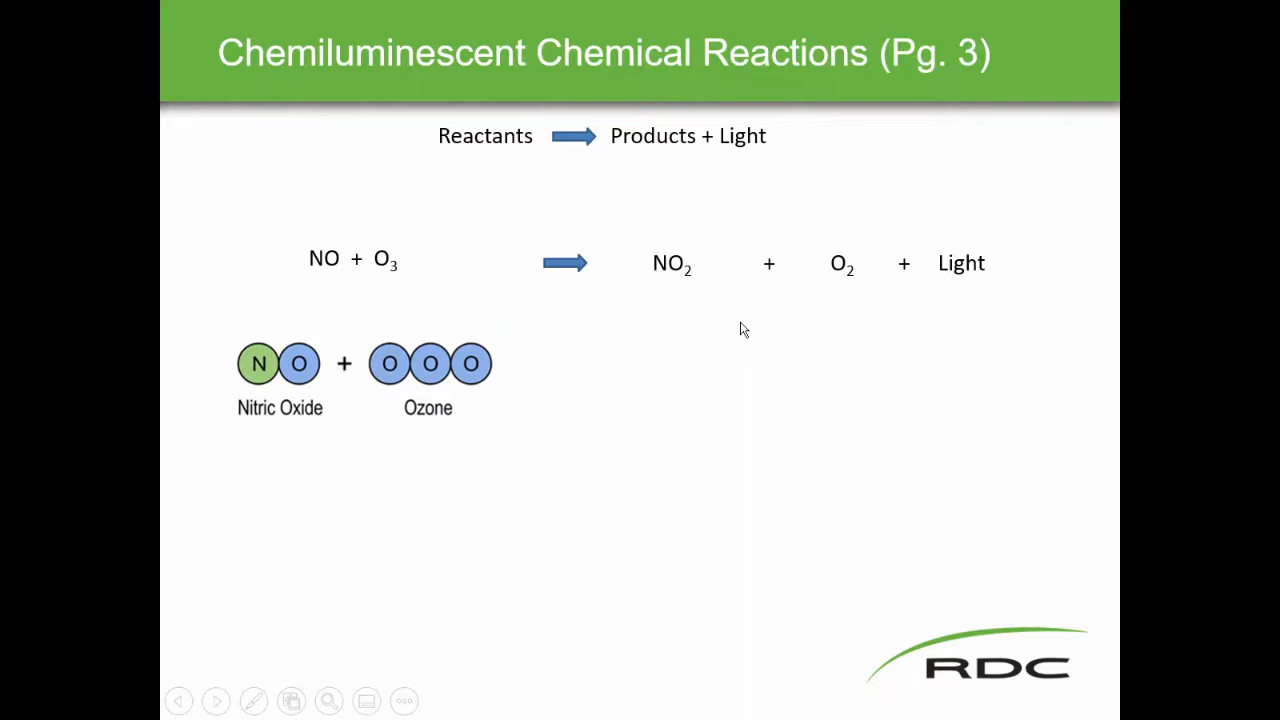 Chemiluminescent Chemical Reactions (Pg. 3)
Reactants Products + Light
NO + O₃ NO₂ + O₂ + Light
N O + O O O
Nitric Oxide Ozone
RDC